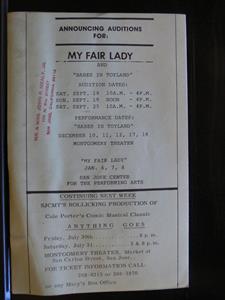 ANNOUNCING AUDITIONS
FOR:
MY FAIR LADY
AND
"BABES IN TOYLAND"
AUDITION DATES:
SAT. SEPT. 18 10A.M. - 4P.M.
SUN. SEPT. 19 NOON - 4P.M.
SAT. SEPT. 25 10A.M. - 4P.M.
PERFORMANCE DATES:
"BABES IN TOYLAND"
DECEMBER 10, 11, 12, 17, 18
MONTGOMERY THEATER
"MY FAIR LADY"
JAN. 6, 7, 8
SAN JOSE CENTER
FOR THE PERFORMING ARTS
CONTINUING NEXT WEEK
SJCMT'S ROLLICKING PRODUCTION OF
Cole Porter's Comic Musical Classic
ANYTHING GOES
Friday, July 30th 8 p.m.
Saturday, July 31 3 & 8 p.m.
MONTGOMERY THEATER, Market at
San Carlos Street, San Jose.
FOR TICKET INFORMATION CALL:
or any Macy's Box Office